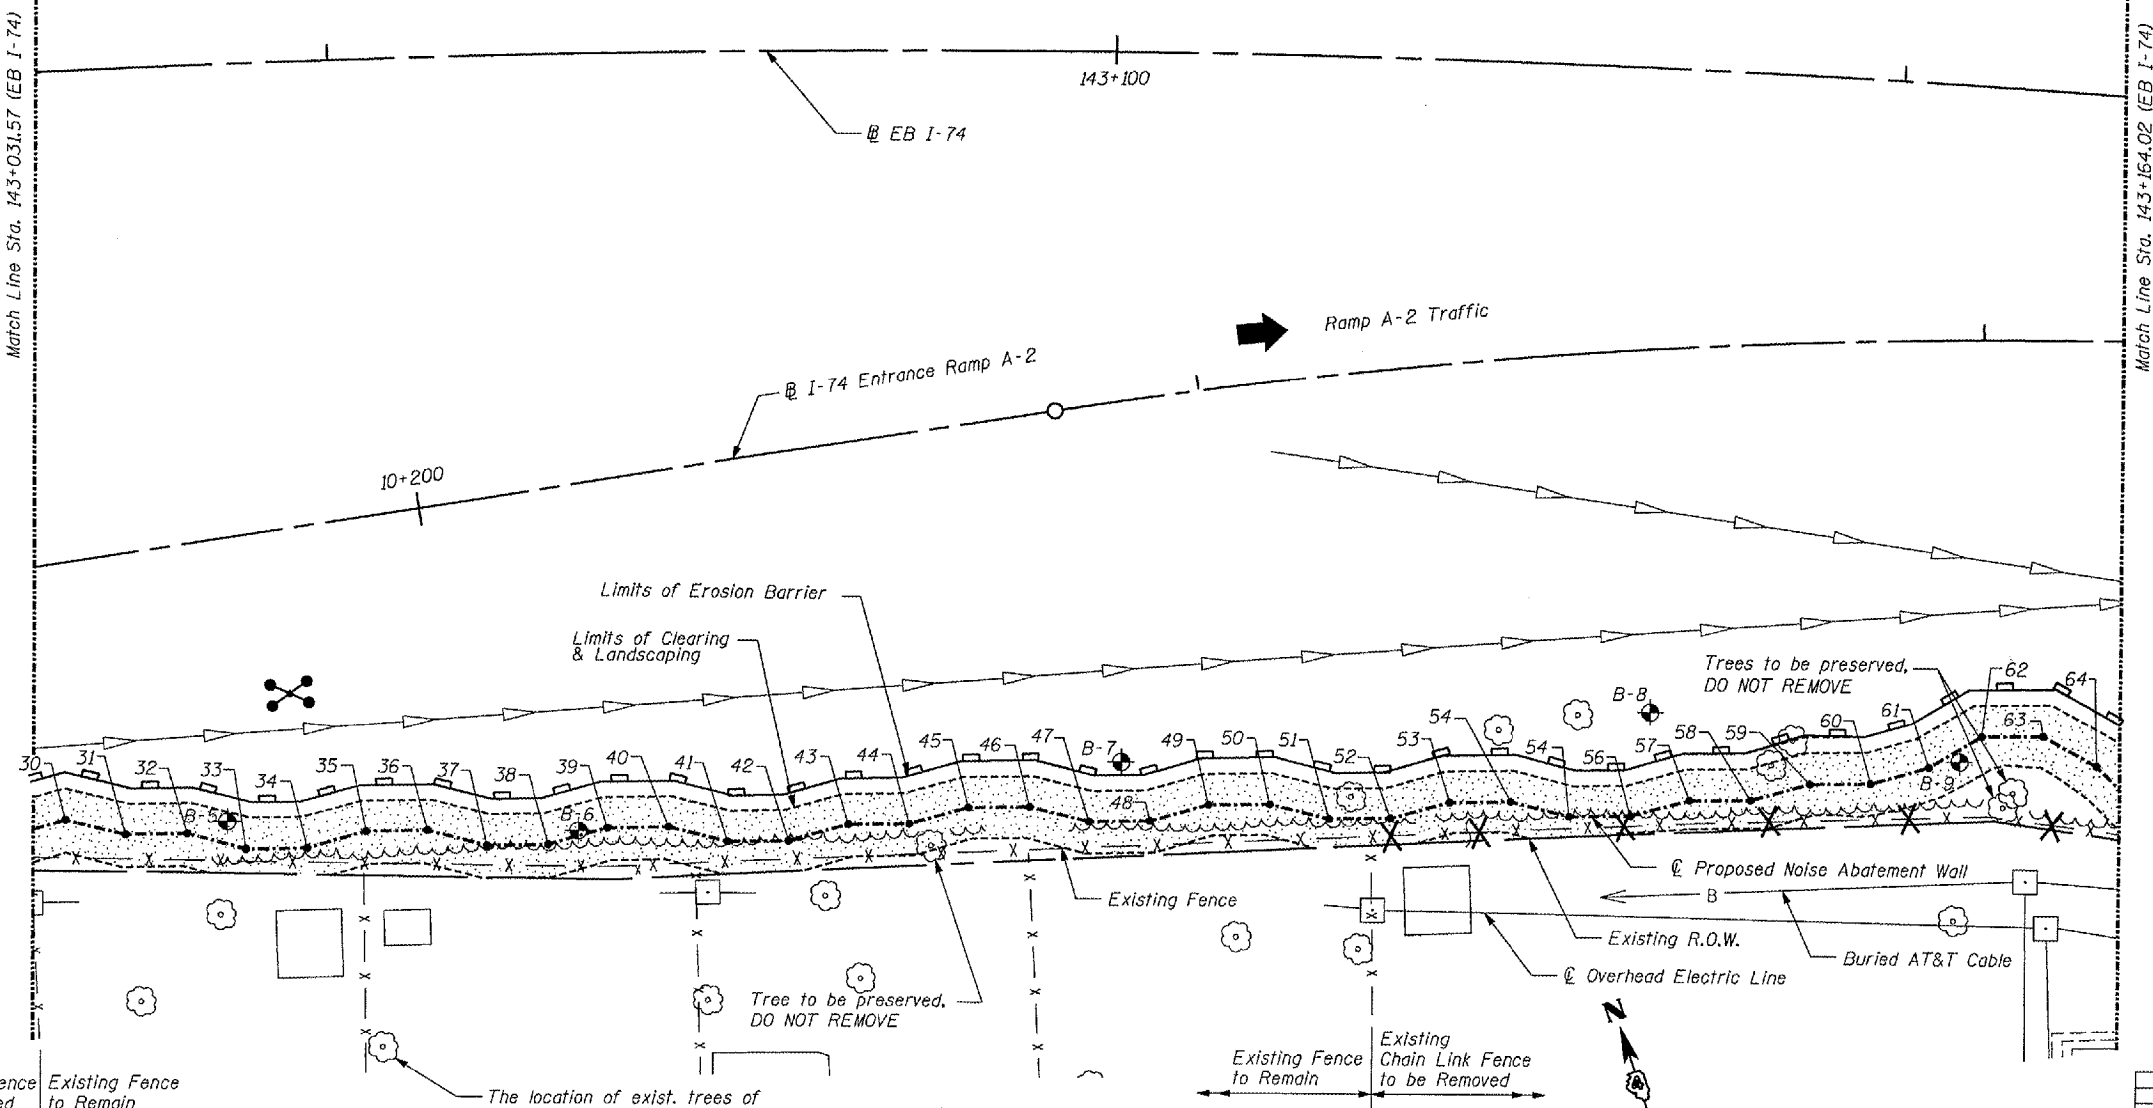 Match Line Sta. 143+031.57 (EB I-74)
Match Line Sta. 143+164.02 (EB I-74)
143+100
℄ EB I-74
Ramp A-2 Traffic
℄ I-74 Entrance Ramp A-2
10+200
Limits of Erosion Barrier
Limits of Clearing
& Landscaping
Trees to be preserved,
DO NOT REMOVE
30
31
32
33
34
35
36
37
38
39
40
41
42
43
44
45
46
47
48
49
50
51
52
53
54
54
56
57
58
59
60
61
62
63
64
B-5
B-6
B-7
B-8
B-9
℄ Proposed Noise Abatement Wall
B
Existing Fence
Existing R.O.W.
Buried AT&T Cable
℄ Overhead Electric Line
Tree to be preserved,
DO NOT REMOVE
N
Existing Fence
to Remain
Existing
Chain Link Fence
to be Removed
ence
ed
Existing Fence
to Remain
The location of exist. trees of